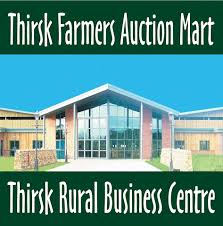 Thirsk Farmers Auction Mart
Thirsk Rural Business Centre